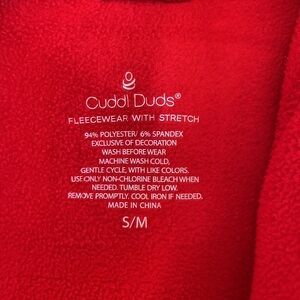 Cuddl Duds®
FLEECEWEAR WITH STRETCH
94% POLYESTER/ 6% SPANDEX
EXCLUSIVE OF DECORATION
WASH BEFORE WEAR
MACHINE WASH COLD,
GENTLE CYCLE, WITH LIKE COLORS.
USE ONLY NON-CHLORINE BLEACH WHEN
NEEDED. TUMBLE DRY LOW.
REMOVE PROMPTLY. COOL IRON IF NEEDED.
MADE IN CHINA
S/M